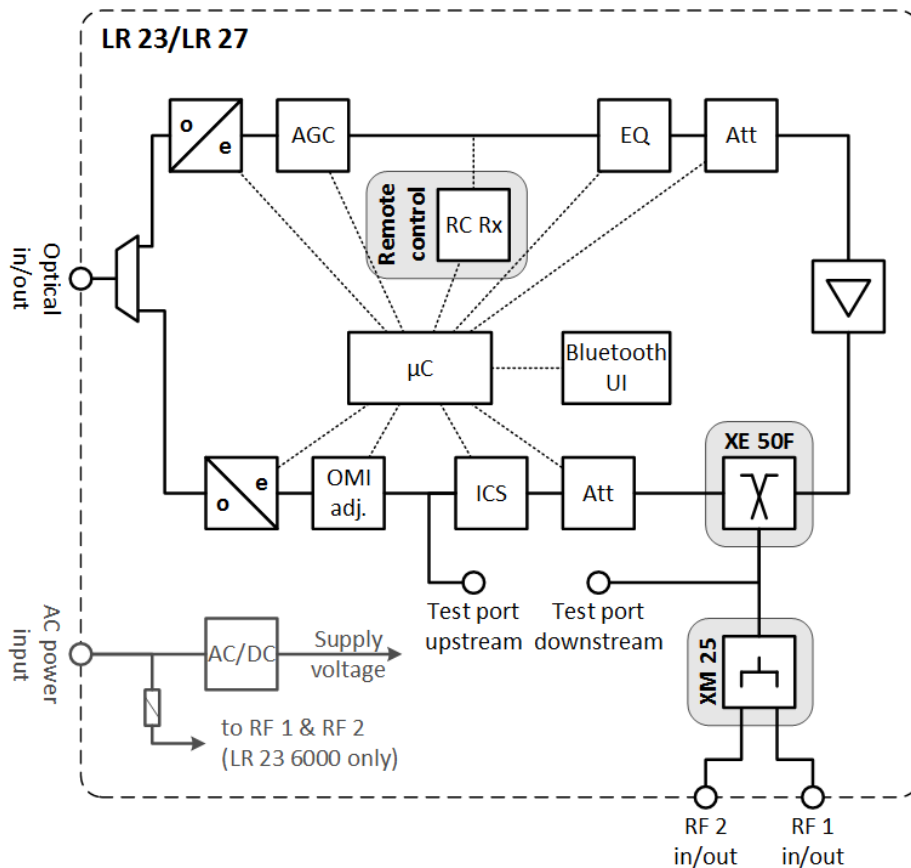 LR 23/LR 27
o
e
AGC
EQ
Att
Remote
control
RC Rx
Optical
in/out
µC
Bluetooth
UI
XE 50F
e
o
OMI
adj.
ICS
Att
Test port
upstream
Test port
downstream
AC power
input
AC/DC
Supply
voltage
XM 25
to RF 1 & RF 2
(LR 23 6000 only)
RF 2
in/out
RF 1
in/out